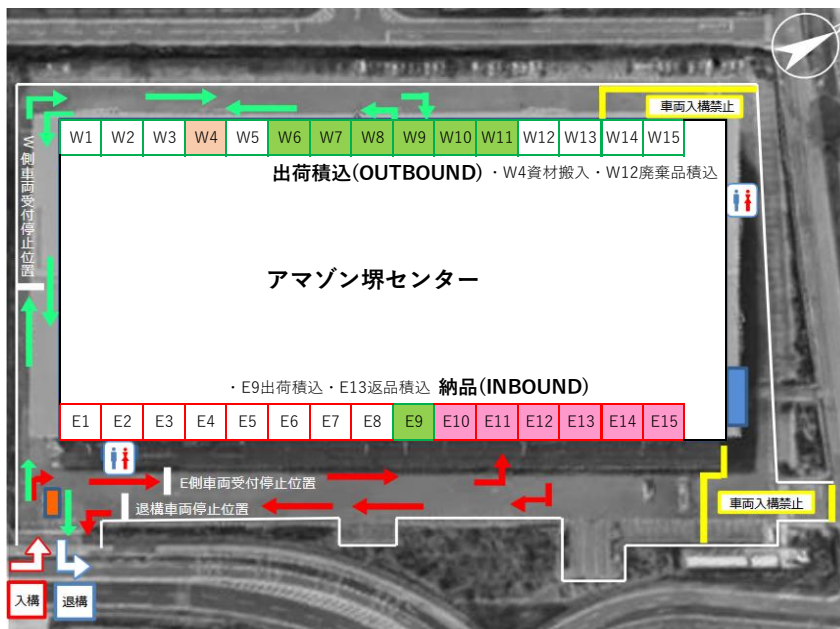 車両入構禁止
W1 W2 W3 W4 W5 W6 W7 W8 W9 W10 W11 W12 W13 W14 W15
W側車両受付停止位置
出荷積込(OUTBOUND) ・W4資材搬入・W12廃棄品積込
アマゾン堺センター
・E9出荷積込・E13返品積込 納品(INBOUND)
E1 E2 E3 E4 E5 E6 E7 E8 E9 E10 E11 E12 E13 E14 E15
E側車両受付停止位置
退構車両停止位置
車両入構禁止
入構
退構